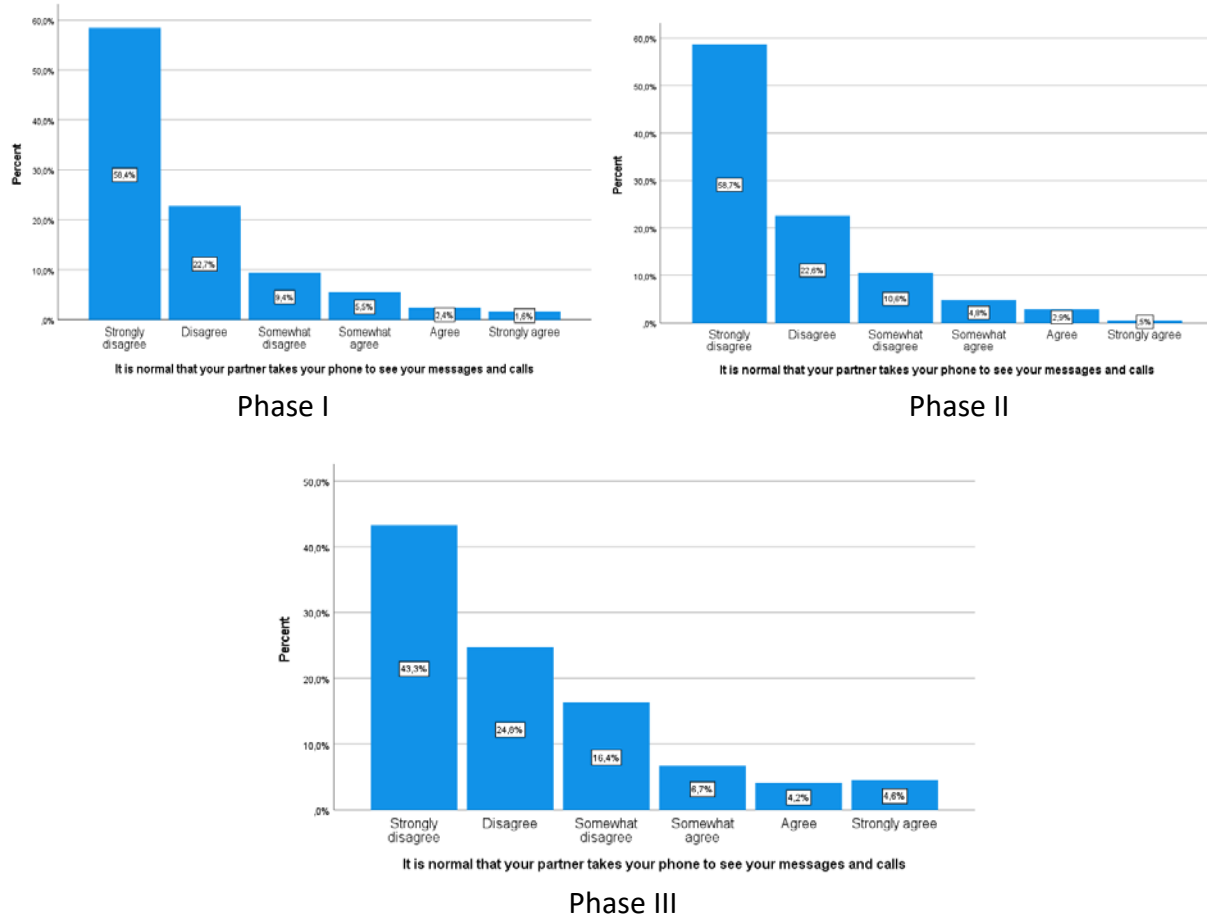 60,0%
50,0%
40,0%
30,0%
20,0%
10,0%
,0%
Percent
58,4%
22,7%
9,4%
5,5%
2,4%
1,6%
Strongly
disagree
Disagree
Somewhat
disagree
Somewhat
agree
Agree
Strongly agree
It is normal that your partner takes your phone to see your messages and calls
Phase I
60,0%
50,0%
40,0%
30,0%
20,0%
10,0%
,0%
Percent
58,7%
22,6%
10,6%
4,8%
2,9%
,5%
Strongly
disagree
Disagree
Somewhat
disagree
Somewhat
agree
Agree
Strongly agree
It is normal that your partner takes your phone to see your messages and calls
Phase II
50,0%
40,0%
30,0%
20,0%
10,0%
,0%
Percent
43,3%
24,8%
16,4%
6,7%
4,2%
4,6%
Strongly
disagree
Disagree
Somewhat
disagree
Somewhat
agree
Agree
Strongly agree
It is normal that your partner takes your phone to see your messages and calls
Phase III